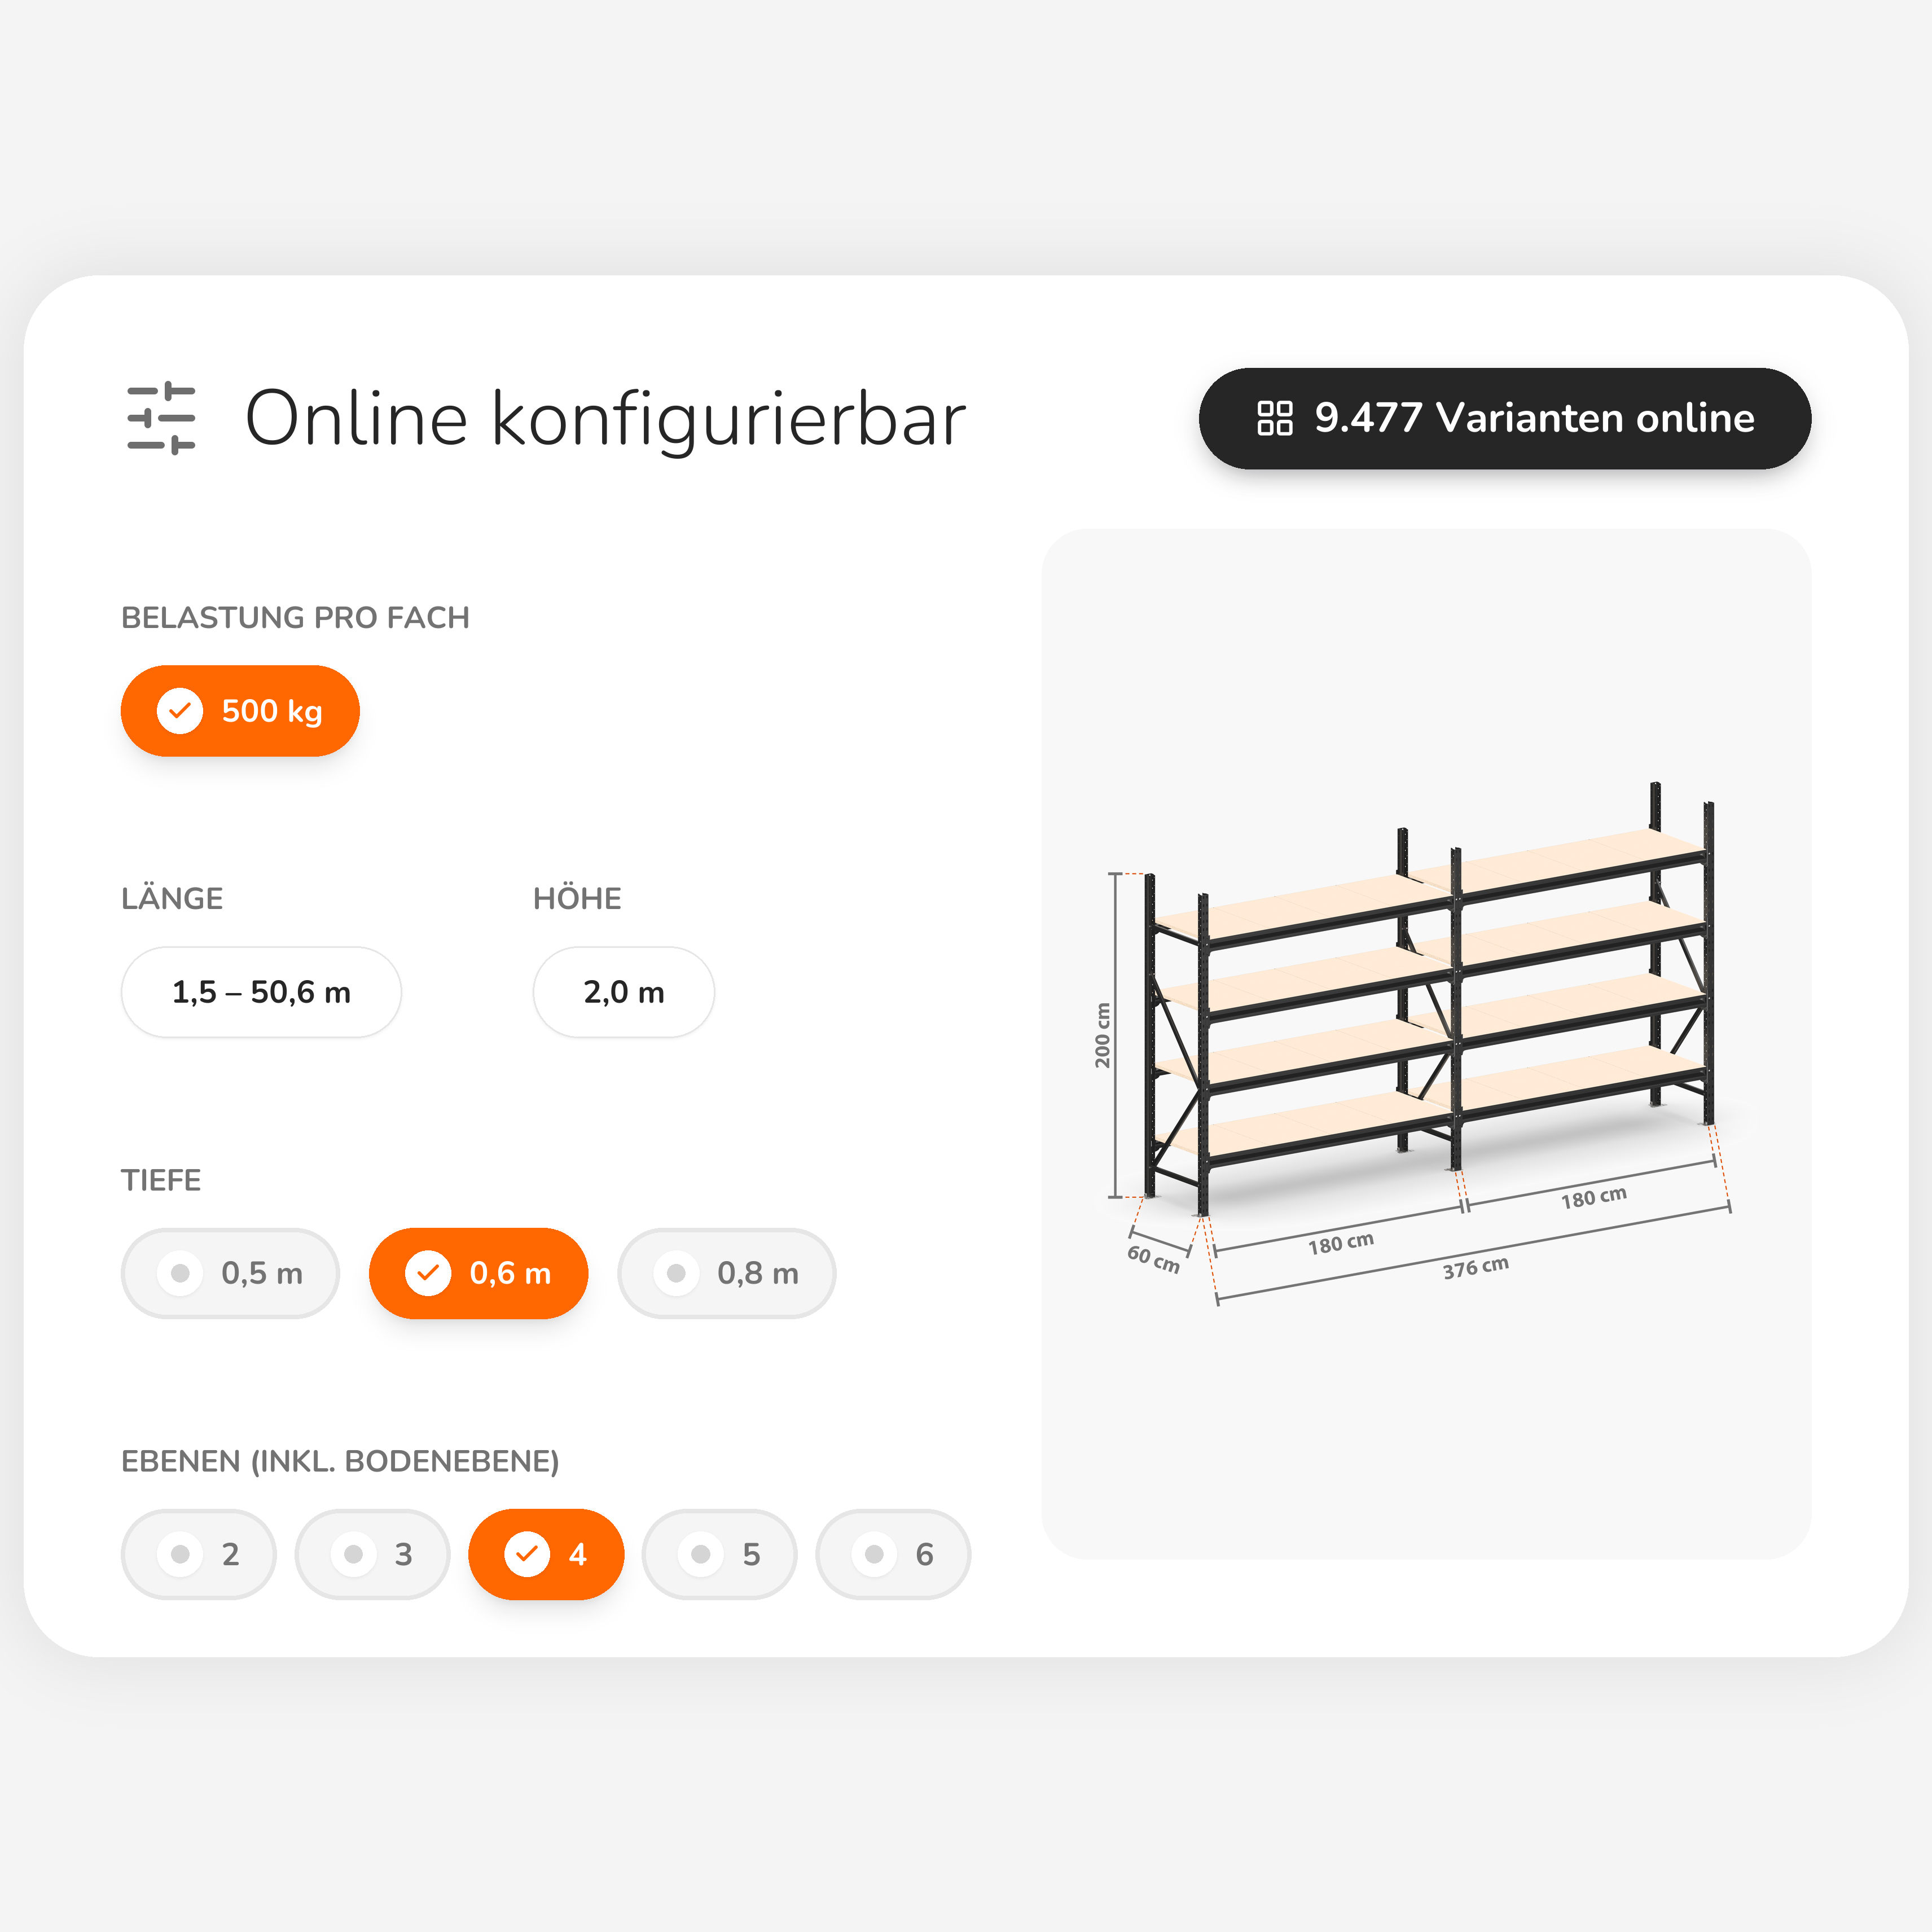 Online konfigurierbar
9.477 Varianten online
BELASTUNG PRO FACH
500 kg
LÄNGE
HÖHE
1,5 – 50,6 m
2,0 m
TIEFE
0,5 m
0,6 m
0,8 m
EBENEN (INKL. BODENEBENE)
2
3
4
5
6
200 cm
60 cm
180 cm
180 cm
376 cm